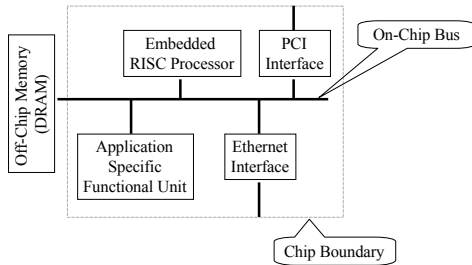 Embedded
RISC Processor
PCI
Interface
On-Chip Bus
Off-Chip Memory
(DRAM)
Application
Specific
Functional Unit
Ethernet
Interface
Chip Boundary